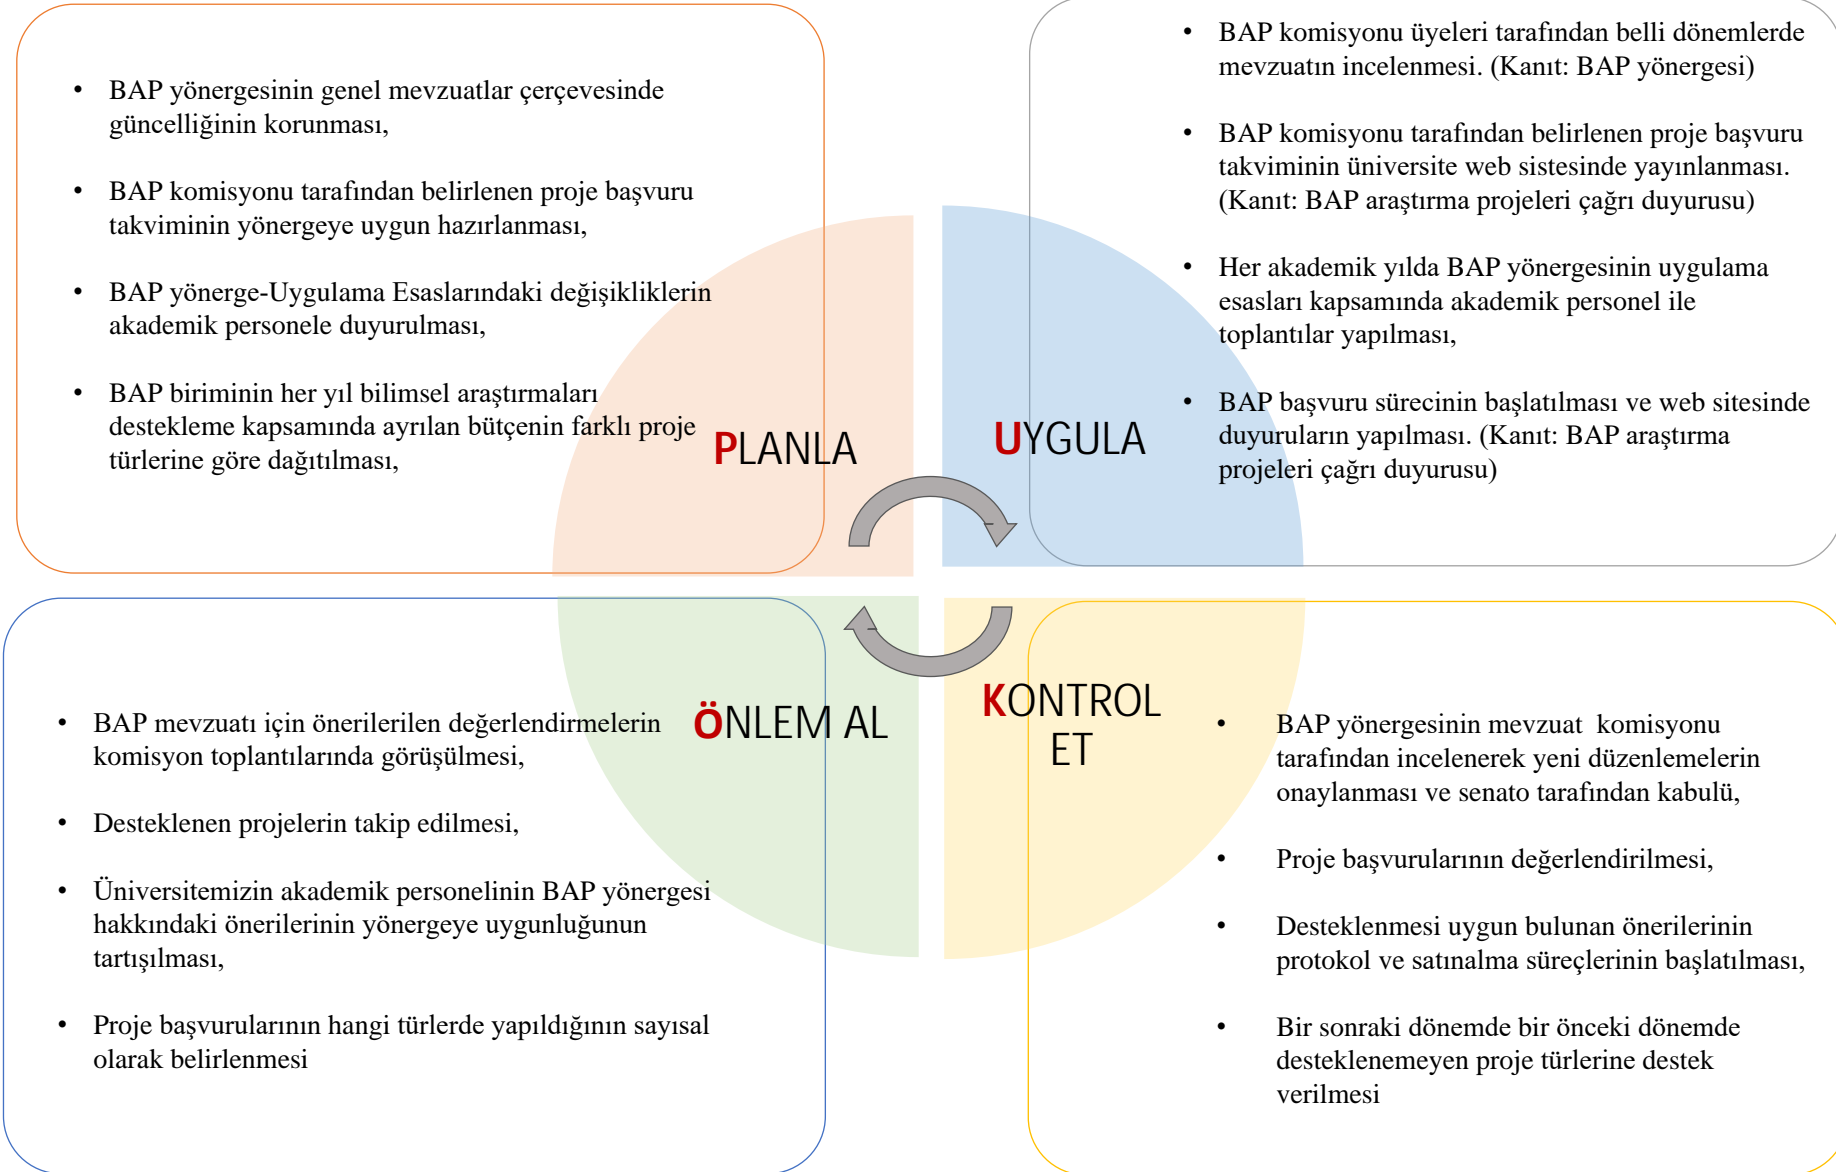 • BAP yönergesinin genel mevzuatlar çerçevesinde
güncelliğinin korunması,
• BAP komisyonu tarafından belirlenen proje başvuru
takviminin yönergeye uygun hazırlanması,
• BAP yönerge-Uygulama Esaslarındaki değişikliklerin
akademik personele duyurulması,
• BAP biriminin her yıl bilimsel araştırmaları
destekleme kapsamında ayrılan bütçenin farklı proje
türlerine göre dağıtılması,
PLANLA
• BAP komisyonu üyeleri tarafından belli dönemlerde
mevzuatın incelenmesi. (Kanıt: BAP yönergesi)
• BAP komisyonu tarafından belirlenen proje başvuru
takviminin üniversite web sistesinde yayınlanması.
(Kanıt: BAP araştırma projeleri çağrı duyurusu)
• Her akademik yılda BAP yönergesinin uygulama
esasları kapsamında akademik personel ile
toplantılar yapılması,
• BAP başvuru sürecinin başlatılması ve web sitesinde
duyuruların yapılması. (Kanıt: BAP araştırma
projeleri çağrı duyurusu)
UYGULA
• BAP mevzuatı için önerilerilen değerlendirmelerin
komisyon toplantılarında görüşülmesi,
• Desteklenen projelerin takip edilmesi,
• Üniversitemizin akademik personelinin BAP yönergesi
hakkındaki önerilerinin yönergeye uygunluğunun
tartışılması,
• Proje başvurularının hangi türlerde yapıldığının sayısal
olarak belirlenmesi
ÖNLEM AL
KONTROL
ET
• BAP yönergesinin mevzuat  komisyonu
tarafından incelenerek yeni düzenlemelerin
onaylanması ve senato tarafından kabulü,
• Proje başvurularının değerlendirilmesi,
• Desteklenmesi uygun bulunan önerilerinin
protokol ve satınalma süreçlerinin başlatılması,
• Bir sonraki dönemde bir önceki dönemde
desteklenemeyen proje türlerine destek
verilmesi